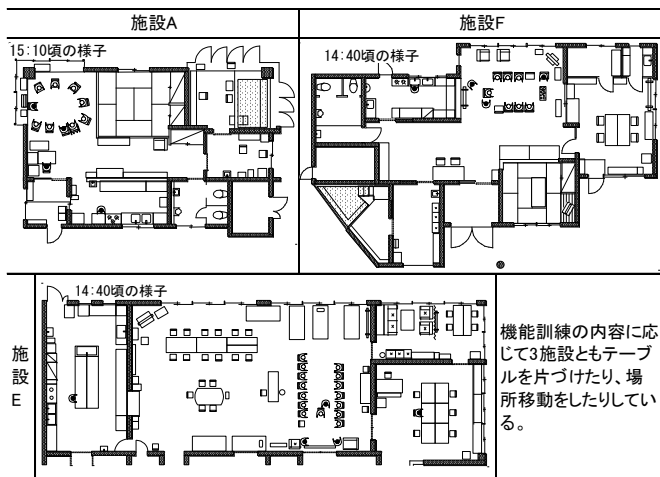 施設A
施設F
15:10頃の様子
14:40頃の様子
14:40頃の様子
施設E
機能訓練の内容に応
じて3施設ともテーブ
ルを片づけたり、場
所移動をしたりしてい
る。